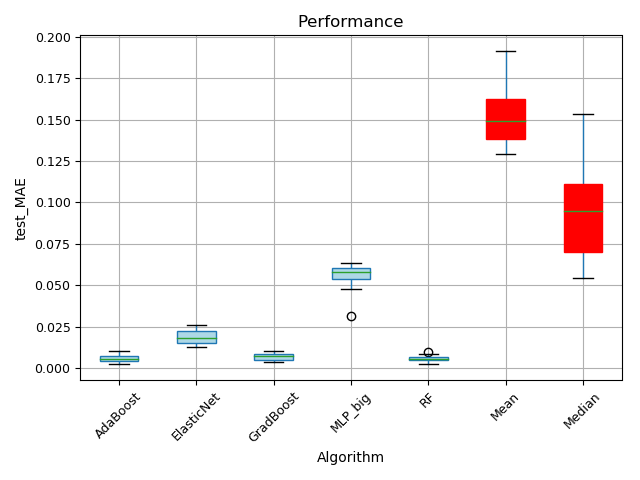 Performance
0.200
0.175
0.150
0.125
0.100
0.075
0.050
0.025
0.000
test_MAE
AdaBoost
ElasticNet
GradBoost
MLP_big
RF
Mean
Median
Algorithm